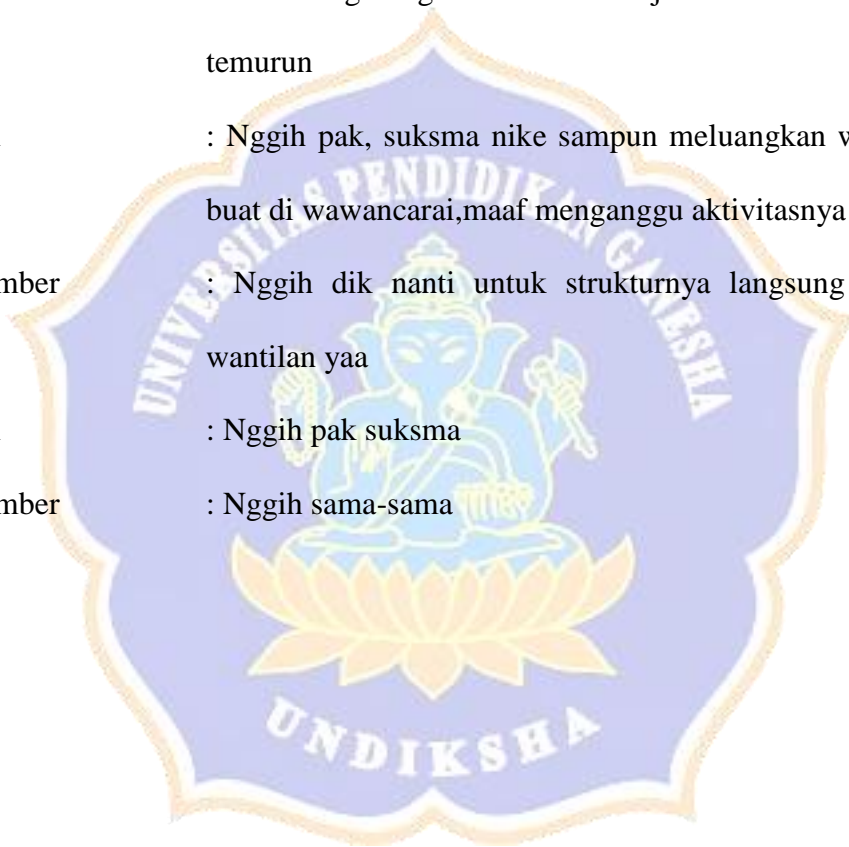 temurun
: Nggih pak, suksma nike sampun meluangkan w
buat di wawancarai,maaf menganggu aktivitasnya
mber : Nggih dik nanti untuk strukturnya langsung
wantilan yaa
: Nggih pak suksma
mber : Nggih sama-sama
UNIVERSITAS PENDIDIKAN GANESHA
UNDIKSHA